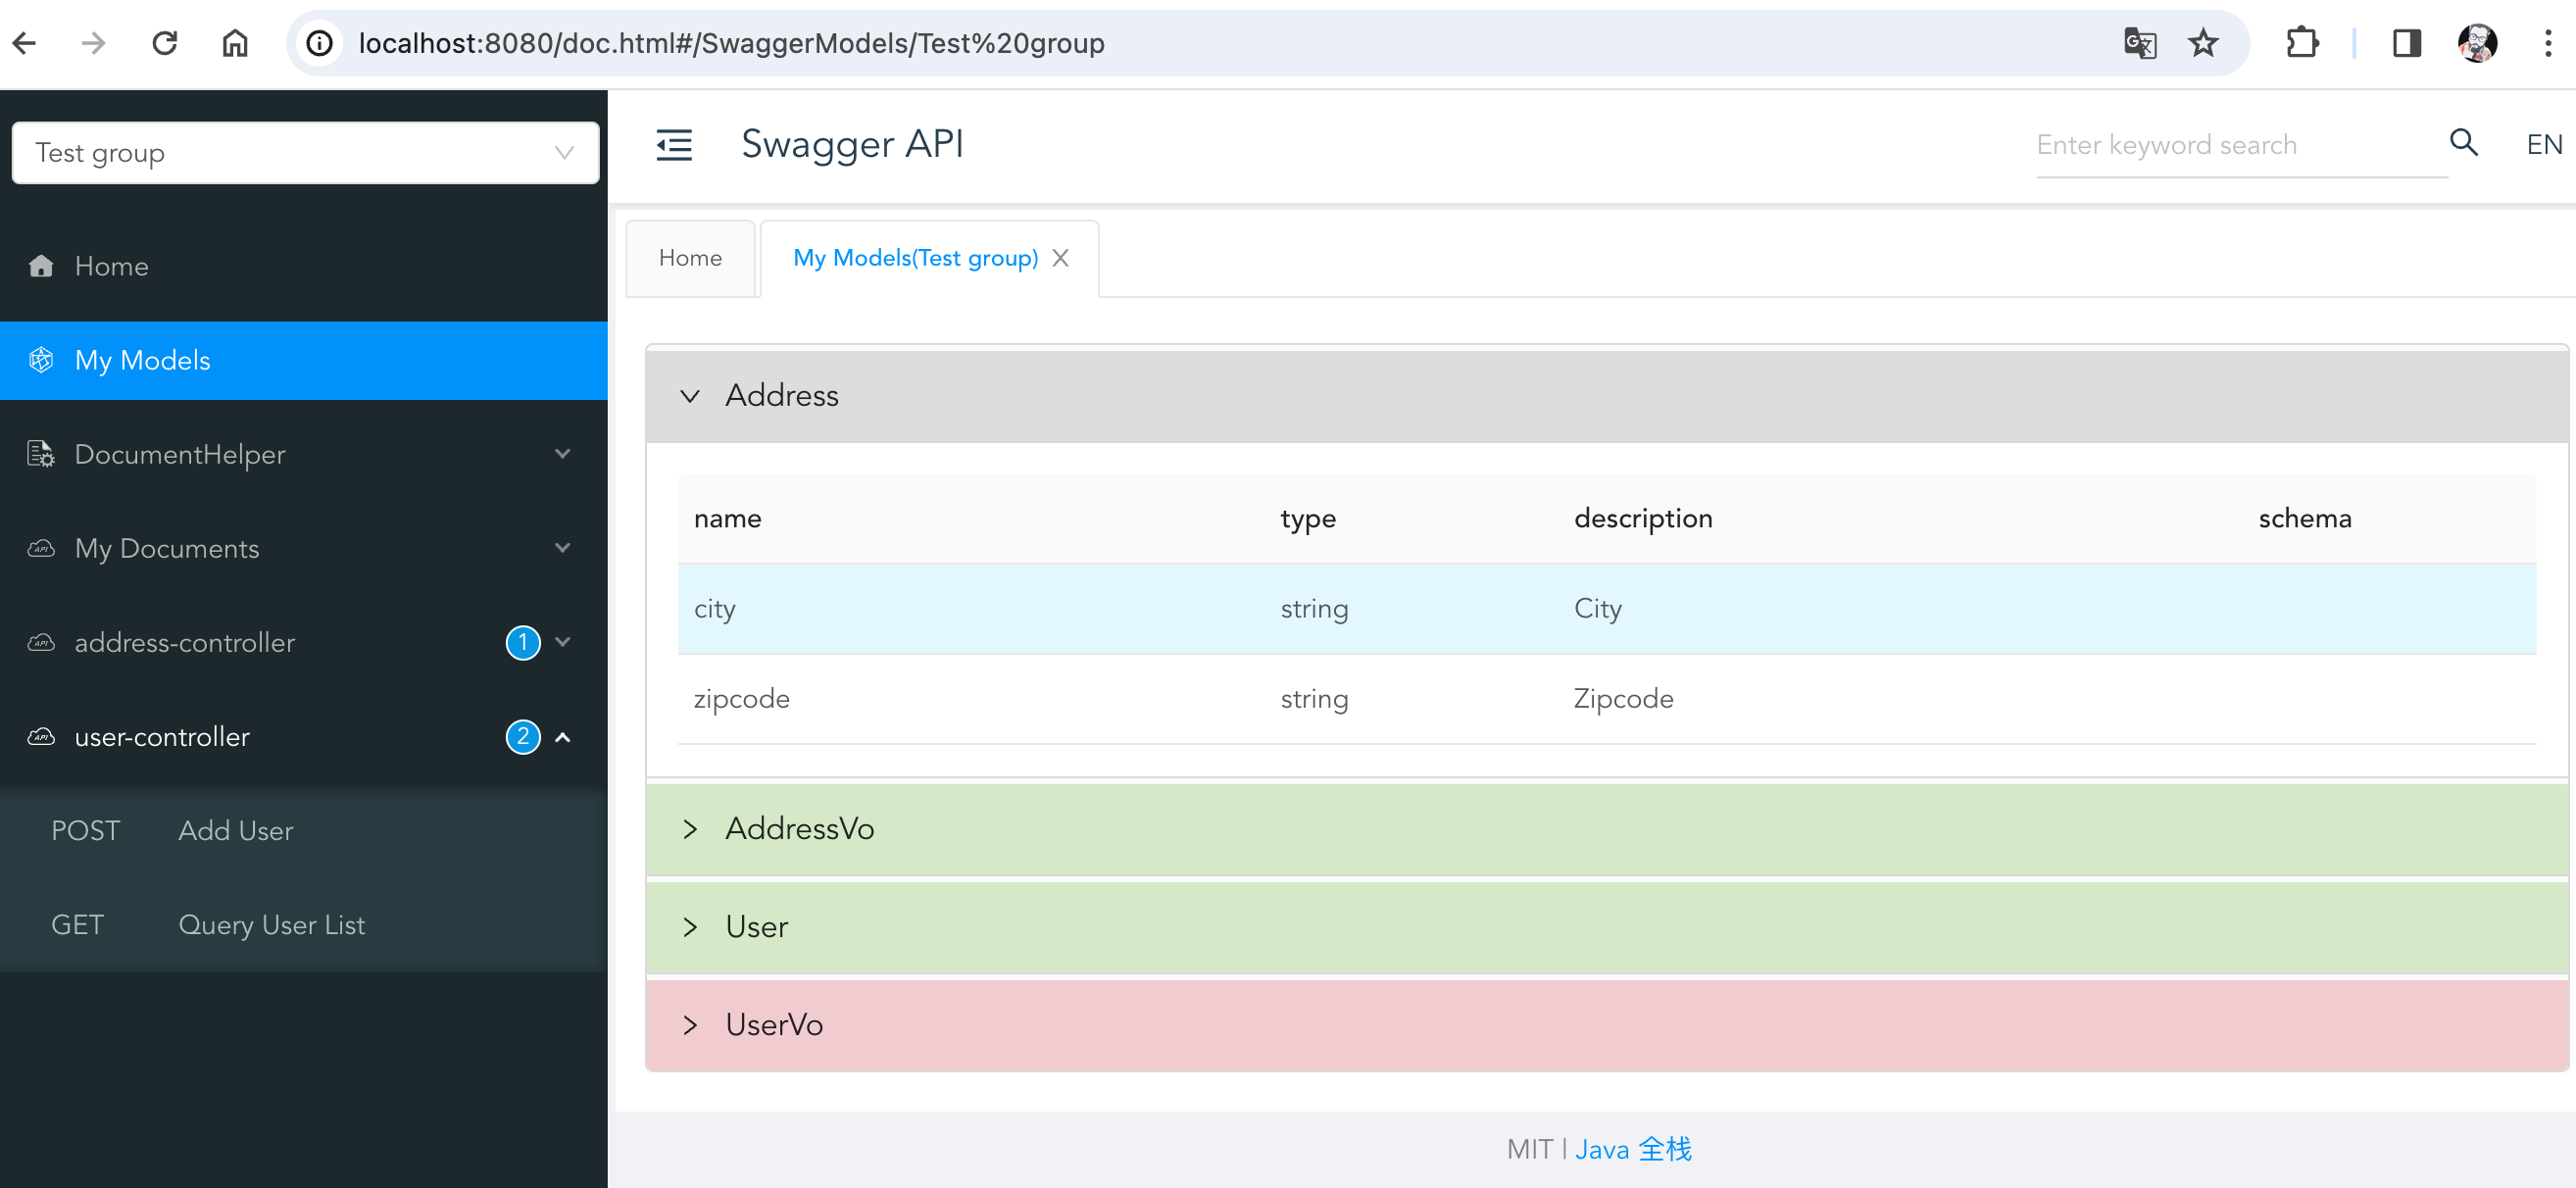 localhost:8080/doc.html#/SwaggerModels/Test%20group
Test group
Home
My Models
DocumentHelper
My Documents
address-controller 1
user-controller 2
POST Add User
GET Query User List
Swagger API
Enter keyword search
EN
Home
My Models(Test group)
Address
name type description schema
city string City
zipcode string Zipcode
AddressVo
User
UserVo
MIT | Java 全栈